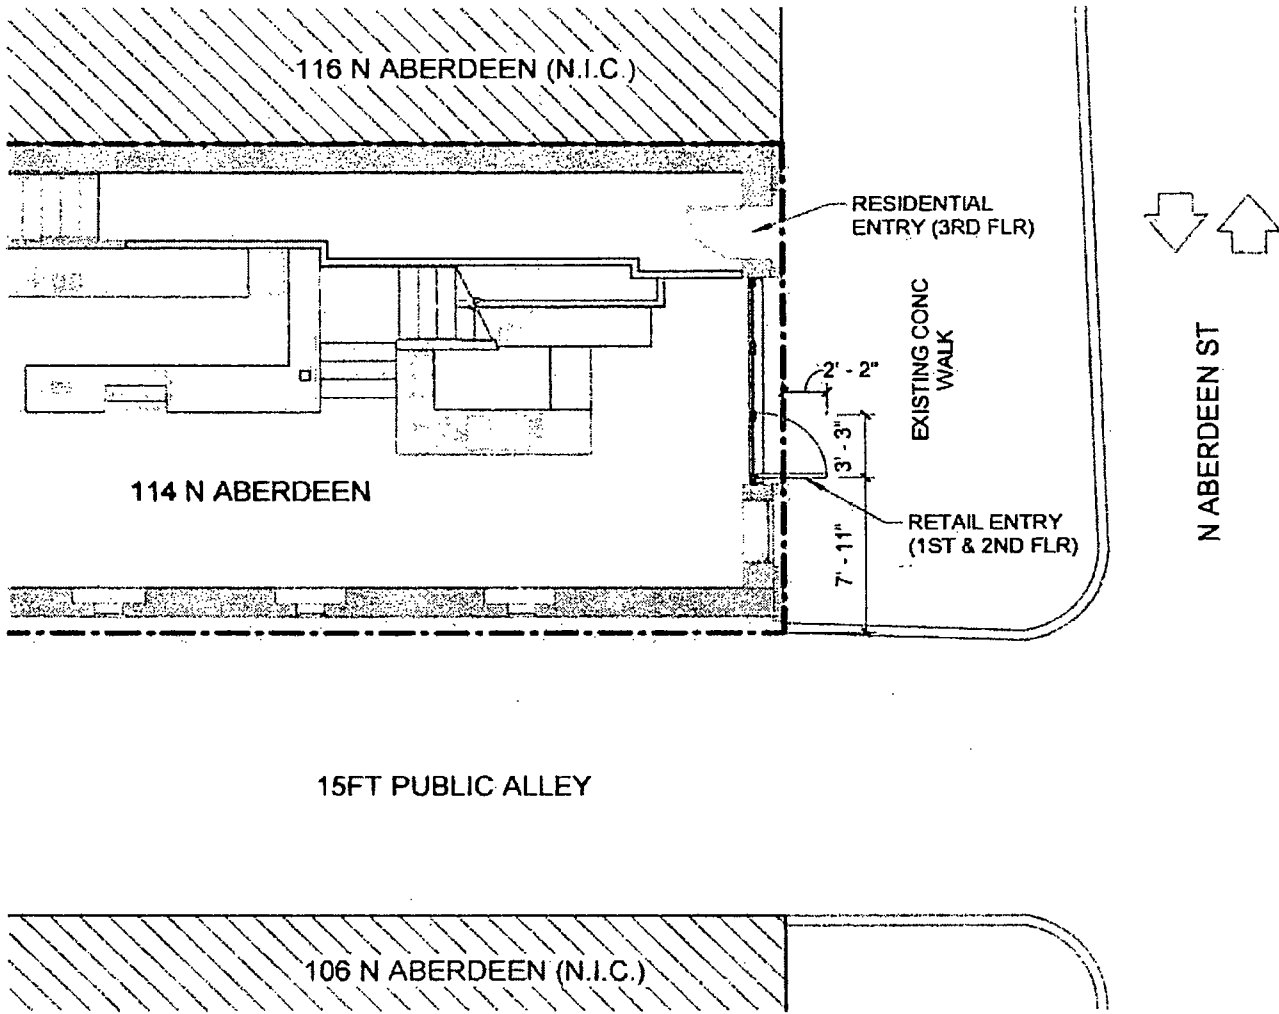 116 N ABERDEEN (N.I.C.)
RESIDENTIAL
ENTRY (3RD FLR)
EXISTING CONC
WALK
2' - 2"
3' - 3"
N ABERDEEN ST
114 N ABERDEEN
RETAIL ENTRY
(1ST & 2ND FLR)
7' - 11"
15FT PUBLIC ALLEY
106 N ABERDEEN (N.I.C.)